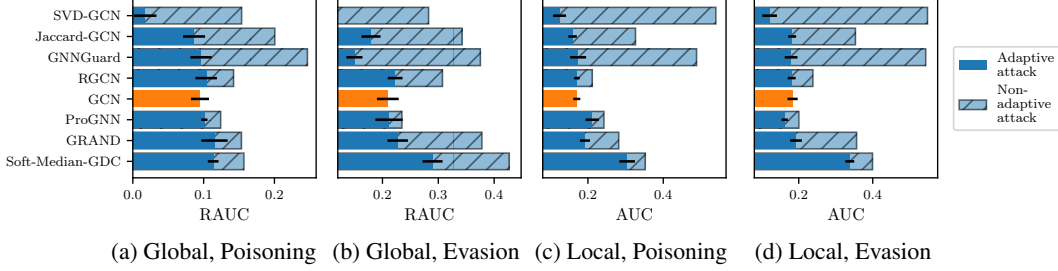 SVD-GCN
Jaccard-GCN
GNNGuard
RGCN
GCN
ProGNN
GRAND
Soft-Median-GDC
0.0 0.1 0.2
RAUC
0.2 0.3 0.4
RAUC
0.2 0.4
AUC
0.2 0.4
AUC
Adaptive
attack
Non-
adaptive
attack
(a) Global, Poisoning (b) Global, Evasion (c) Local, Poisoning (d) Local, Evasion